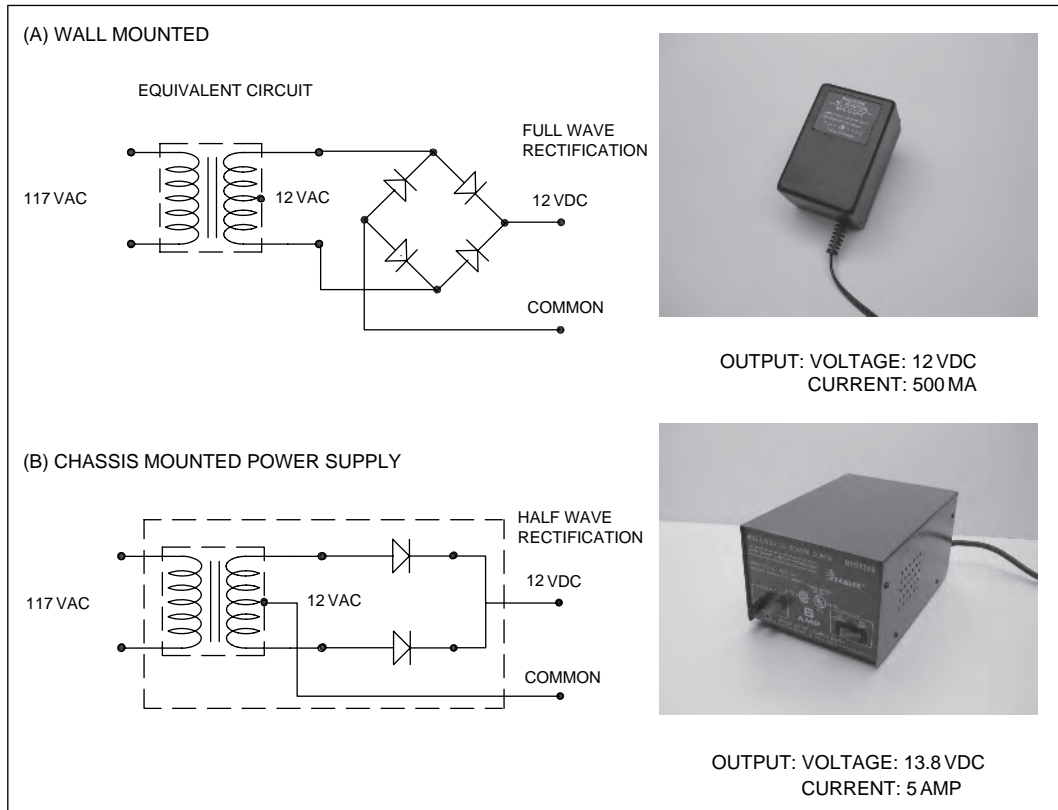 (A) WALL MOUNTED
EQUIVALENT CIRCUIT
FULL WAVE
RECTIFICATION
117 VAC
12 VAC
12 VDC
COMMON
OUTPUT: VOLTAGE: 12 VDC
CURRENT: 500 MA
(B) CHASSIS MOUNTED POWER SUPPLY
HALF WAVE
RECTIFICATION
117 VAC
12 VAC
12 VDC
COMMON
AMP
OUTPUT: VOLTAGE: 13.8 VDC
CURRENT: 5 AMP